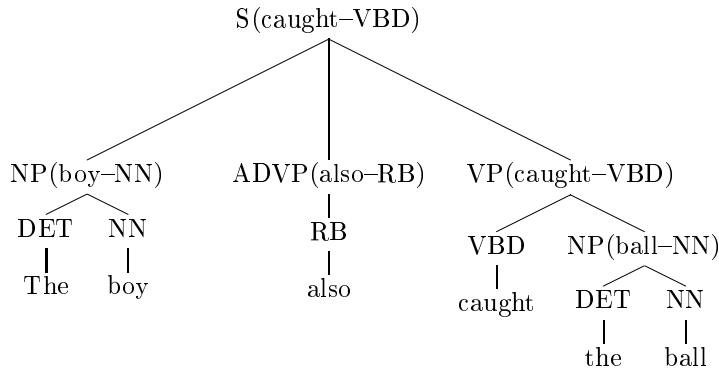 S(caught–VBD)
NP(boy–NN) ADVP(also–RB) VP(caught–VBD)
DET NN RB VBD NP(ball–NN)
The boy also caught DET NN
the ball